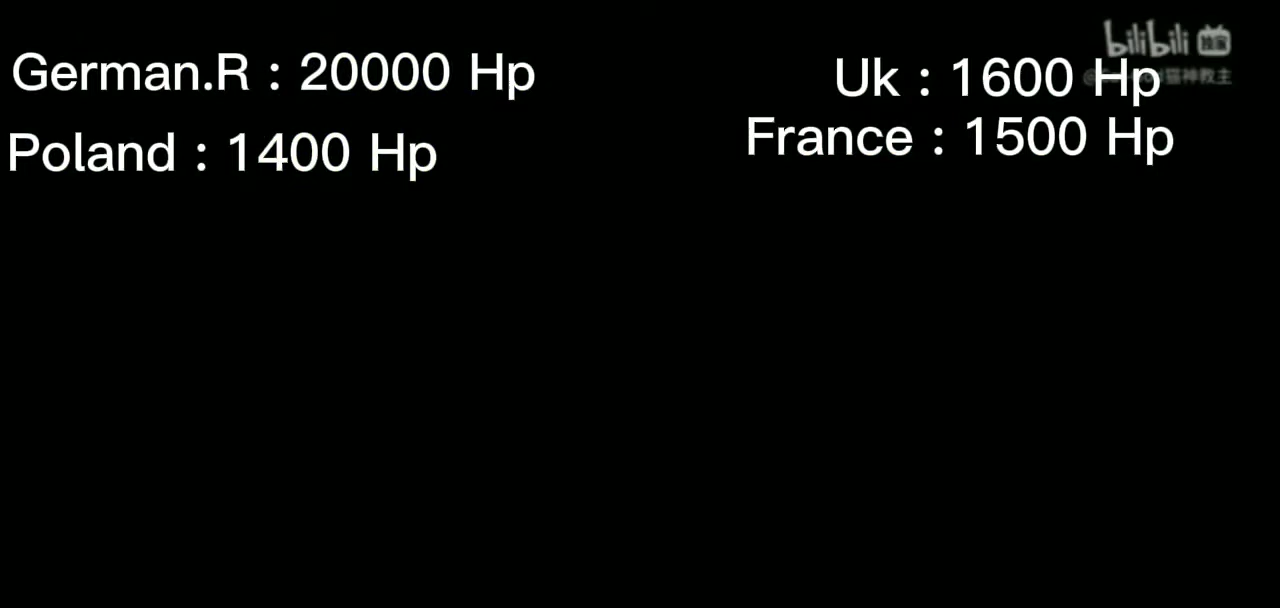 German.R : 20000 Hp
Poland : 1400 Hp
bilibili
Uk : 1600 Hp
France : 1500 Hp